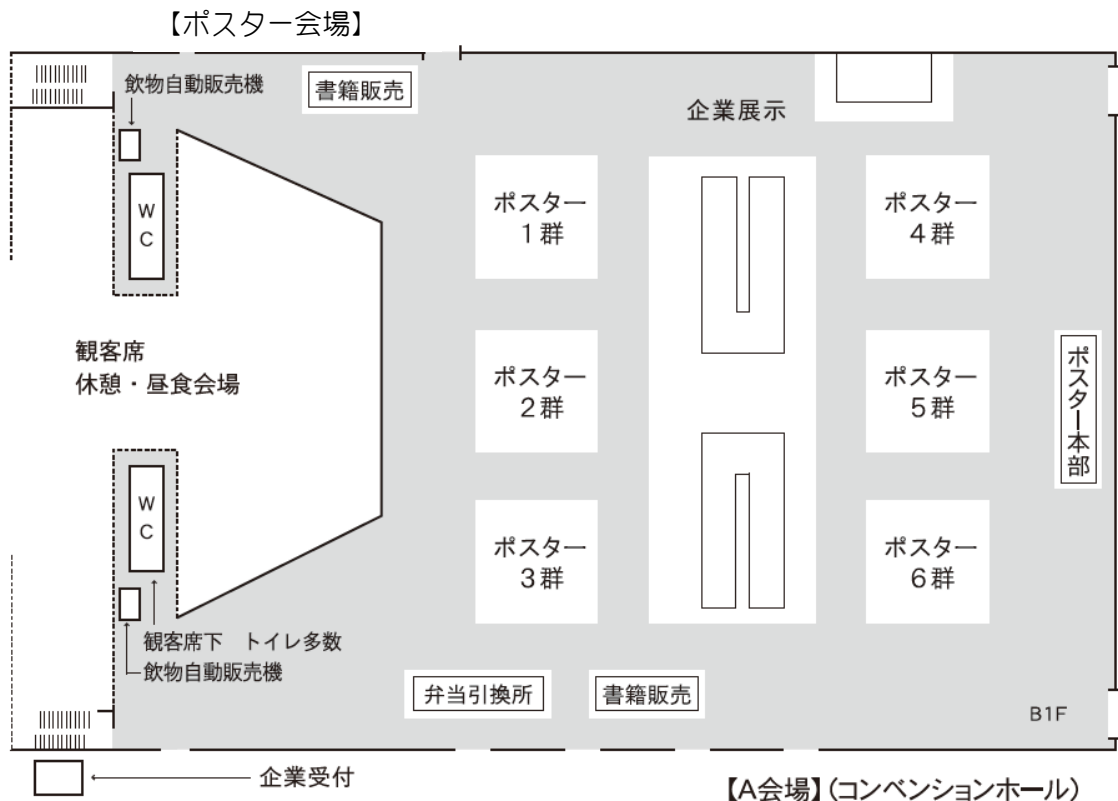 【ポスター会場】
飲物自動販売機
書籍販売
企業展示
WC
ポスター
1群
ポスター
4群
観客席
休憩・昼食会場
ポスター
2群
ポスター
5群
ポスター本部
WC
ポスター
3群
ポスター
6群
観客席下　トイレ多数
飲物自動販売機
弁当引換所
書籍販売
B1F
企業受付
【A会場】(コンベンションホール)